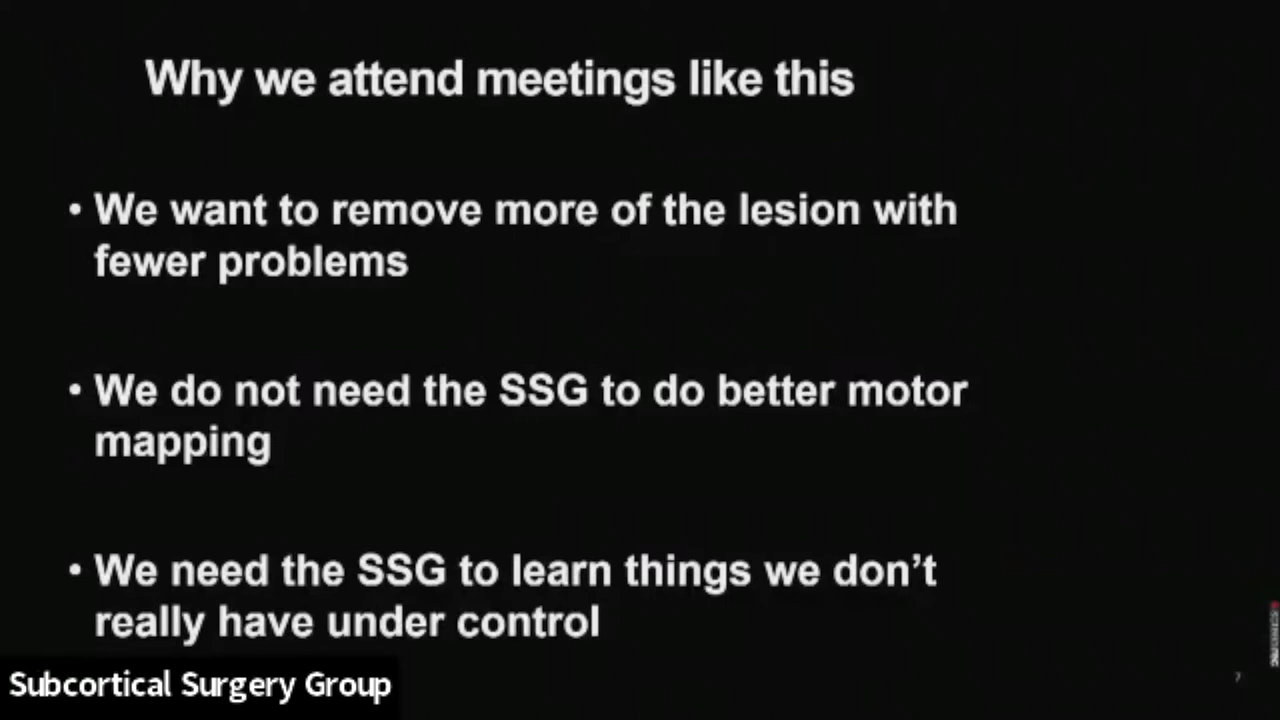 Why we attend meetings like this
• We want to remove more of the lesion with
fewer problems
• We do not need the SSG to do better motor
mapping
• We need the SSG to learn things we don’t
really have under control
Subcortical Surgery Group
7